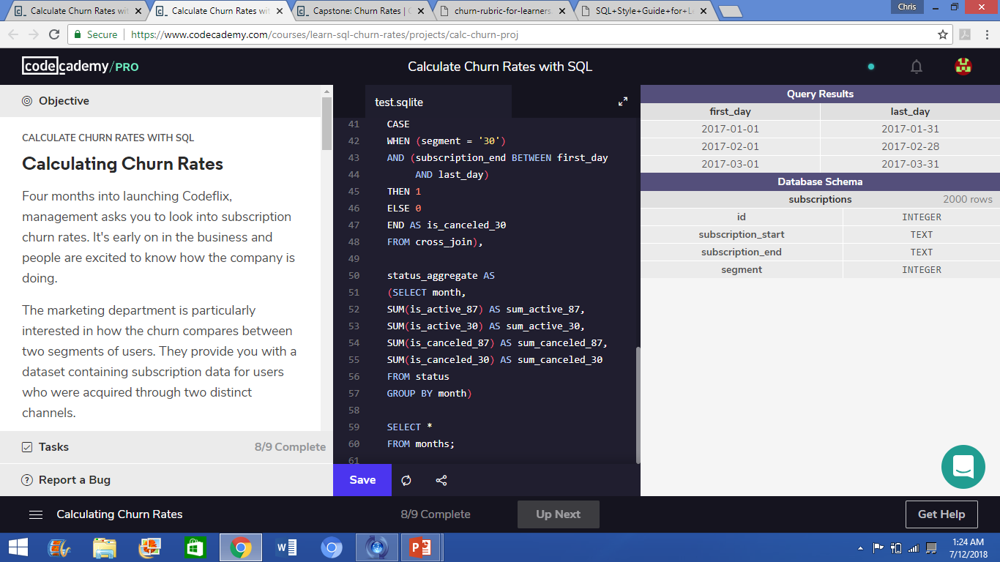 Calculate Churn Rates wit
Calculate Churn Rates wit
Capstone: Churn Rates | C
churn-rubric-for-learners
SQL+Style+Guide+for+L
Chris
Secure
https://www.codecademy.com/courses/learn-sql-churn-rates/projects/calc-churn-proj
codecademy/PRO
Calculate Churn Rates with SQL
Objective
CALCULATE CHURN RATES WITH SQL
Calculating Churn Rates
Four months into launching Codeflix,
management asks you to look into subscription
churn rates. It's early on in the business and
people are excited to know how the company is
doing.
The marketing department is particularly
interested in how the churn compares between
two segments of users. They provide you with a
dataset containing subscription data for users
who were acquired through two distinct
channels.
Tasks 8/9 Complete
Report a Bug
test.sqlite
41 CASE
42 WHEN (segment = '30')
43 AND (subscription_end BETWEEN first_day
44 AND last_day)
45 THEN 1
46 ELSE 0
47 END AS is_canceled_30
48 FROM cross_join),
49
50 status_aggregate AS
51 (SELECT month,
52 SUM(is_active_87) AS sum_active_87,
53 SUM(is_active_30) AS sum_active_30,
54 SUM(is_canceled_87) AS sum_canceled_87,
55 SUM(is_canceled_30) AS sum_canceled_30
56 FROM status
57 GROUP BY month)
58
59 SELECT *
60 FROM months;
61
Save
Query Results
first_day last_day
2017-01-01 2017-01-31
2017-02-01 2017-02-28
2017-03-01 2017-03-31
Database Schema
subscriptions 2000 rows
id INTEGER
subscription_start TEXT
subscription_end TEXT
segment INTEGER
Calculating Churn Rates
8/9 Complete
Up Next
Get Help
1:24 AM
7/12/2018